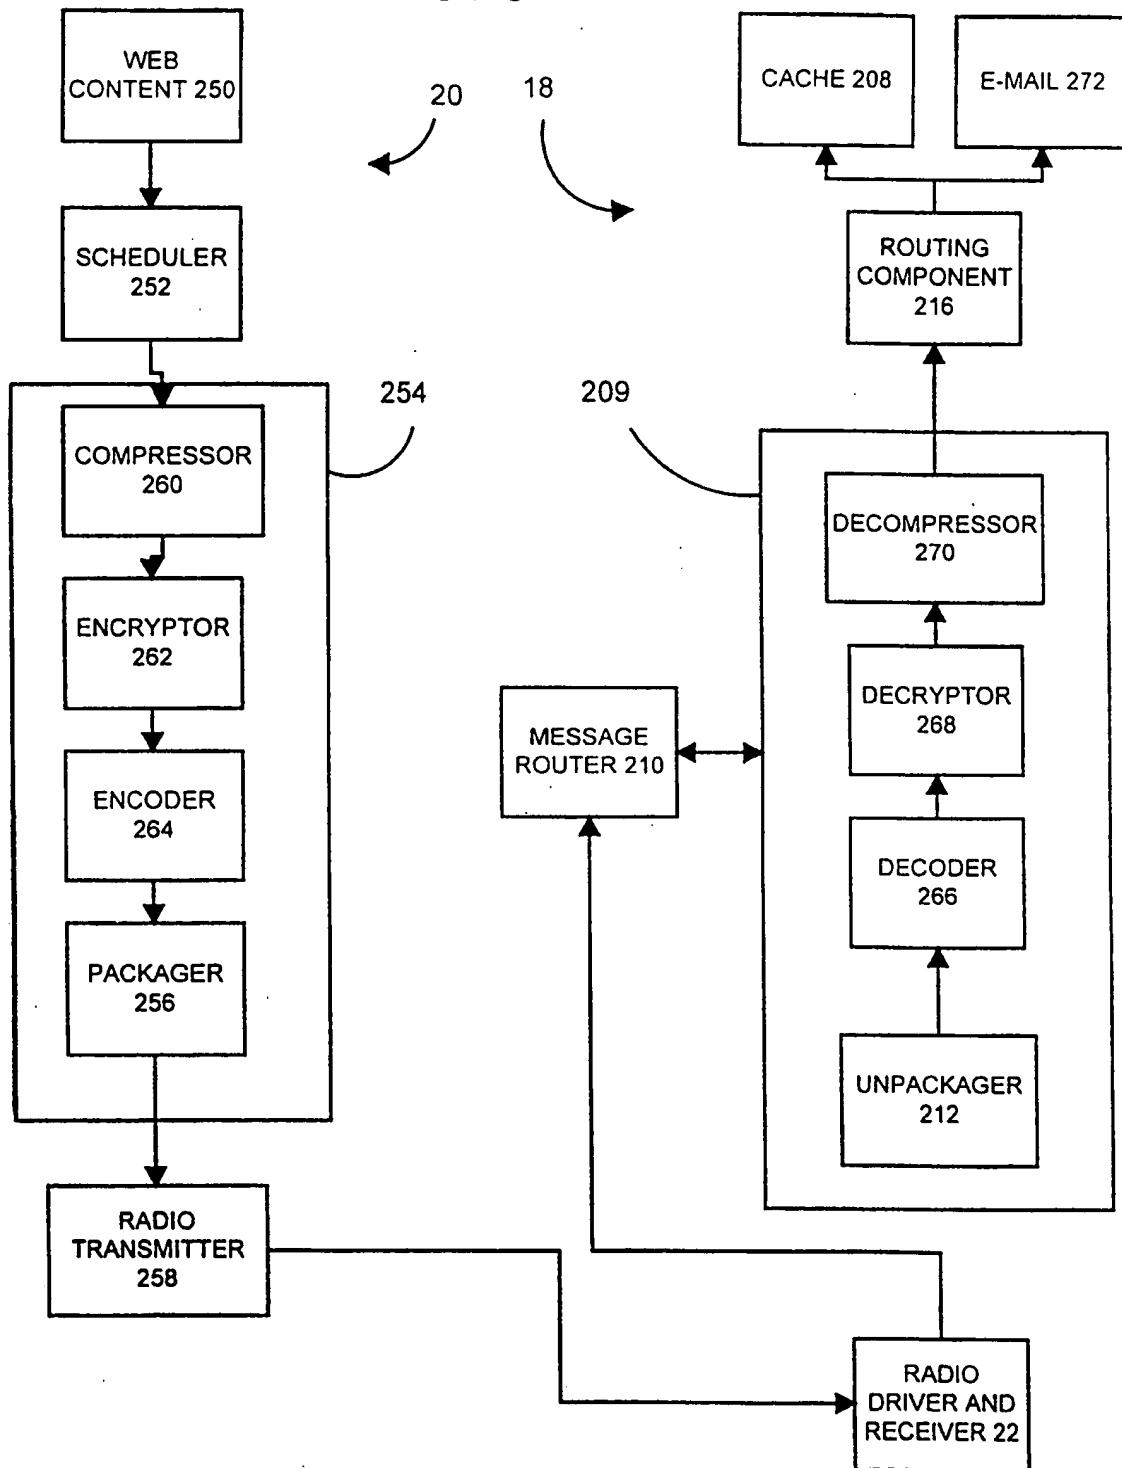 WEB
CONTENT 250
20
18
CACHE 208
E-MAIL 272
SCHEDULER
252
ROUTING
COMPONENT
216
254
209
COMPRESSOR
260
DECOMPRESSOR
270
ENCRYPTOR
262
DECRYPTOR
268
MESSAGE
ROUTER 210
ENCODER
264
DECODER
266
PACKAGER
256
UNPACKAGER
212
RADIO
TRANSMITTER
258
RADIO
DRIVER AND
RECEIVER 22